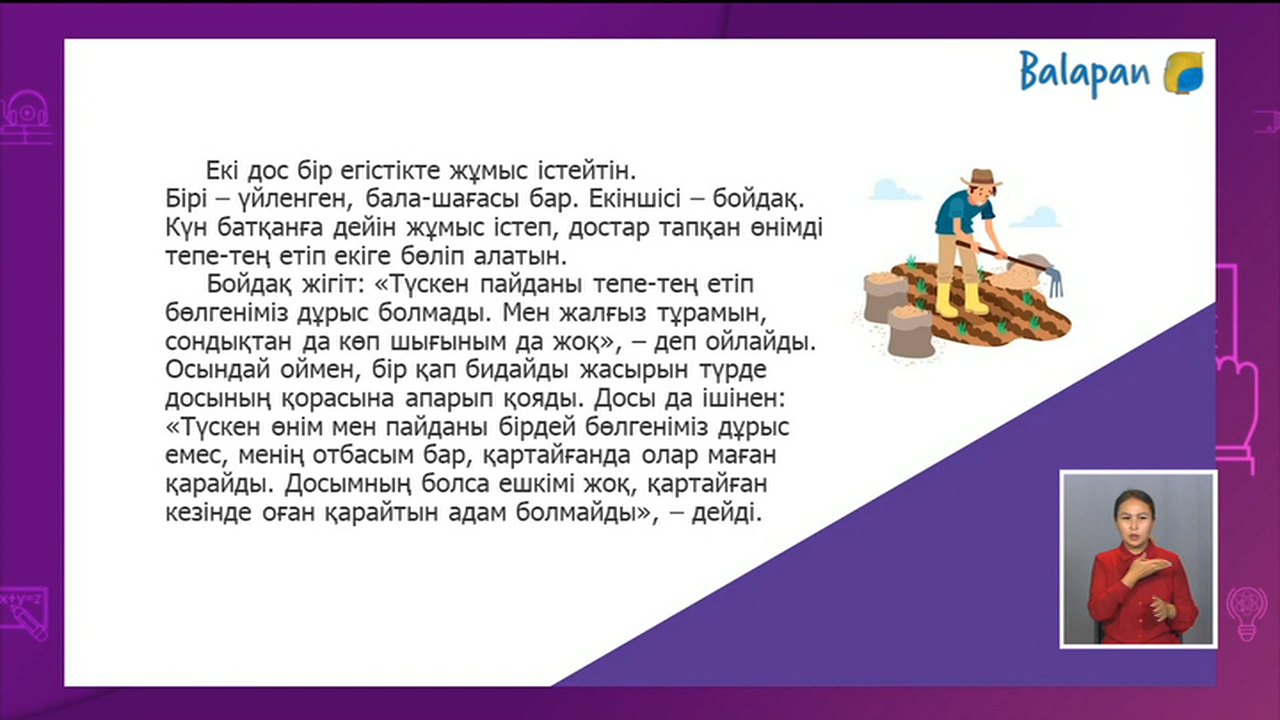 Balapan
Екі дос бір егістікте жұмыс істейтін.
Бірі – үйленген, бала-шағасы бар. Екіншісі – бойдақ.
Күн батқанға дейін жұмыс істеп, достар тапқан өнімді
тепе-тең етіп екіге бөліп алатын.
Бойдақ жігіт: «Түскен пайданы тепе-тең етіп
бөлгеніміз дұрыс болмады. Мен жалғыз тұрамын,
сондықтан да көп шығыным да жоқ», – деп ойлайды.
Осындай оймен, бір қап бидайды жасырын түрде
досының қорасына апарып қояды. Досы да ішінен:
«Түскен өнім мен пайданы бірдей бөлгеніміз дұрыс
емес, менің отбасым бар, қартайғанда олар маған
қарайды. Досымның болса ешкімі жоқ, қартайған
кезінде оған қарайтын адам болмайды», – дейді.
x+y=z